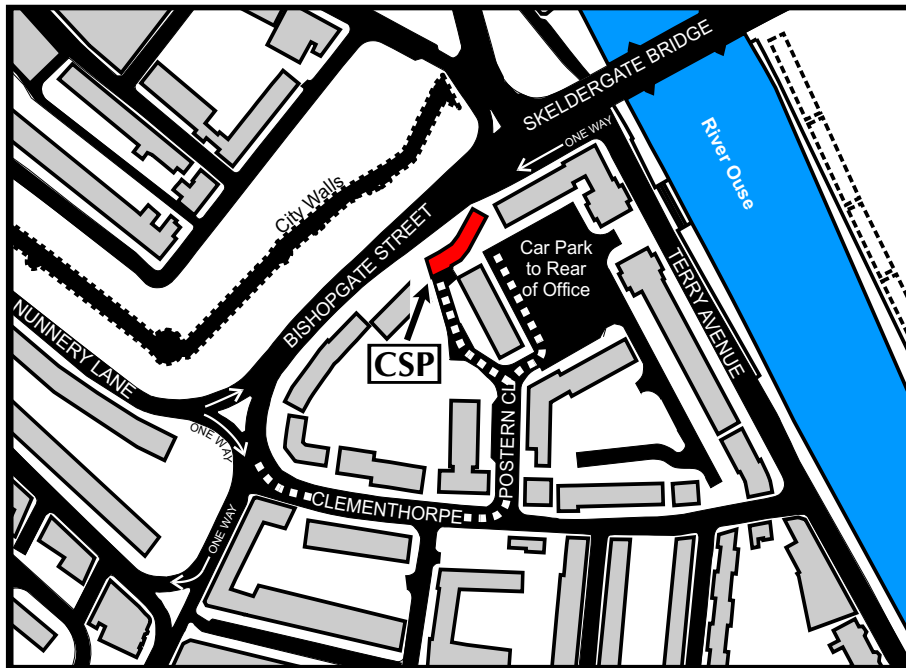 SKELDERGATE BRIDGE
ONE WAY
River Ouse
City Walls
BISHOPGATE STREET
Car Park
to Rear
of Office
TERRY AVENUE
NUNNERY LANE
CSP
ONE WAY
POSTERN CL
CLEMENTHORPE
ONE WAY